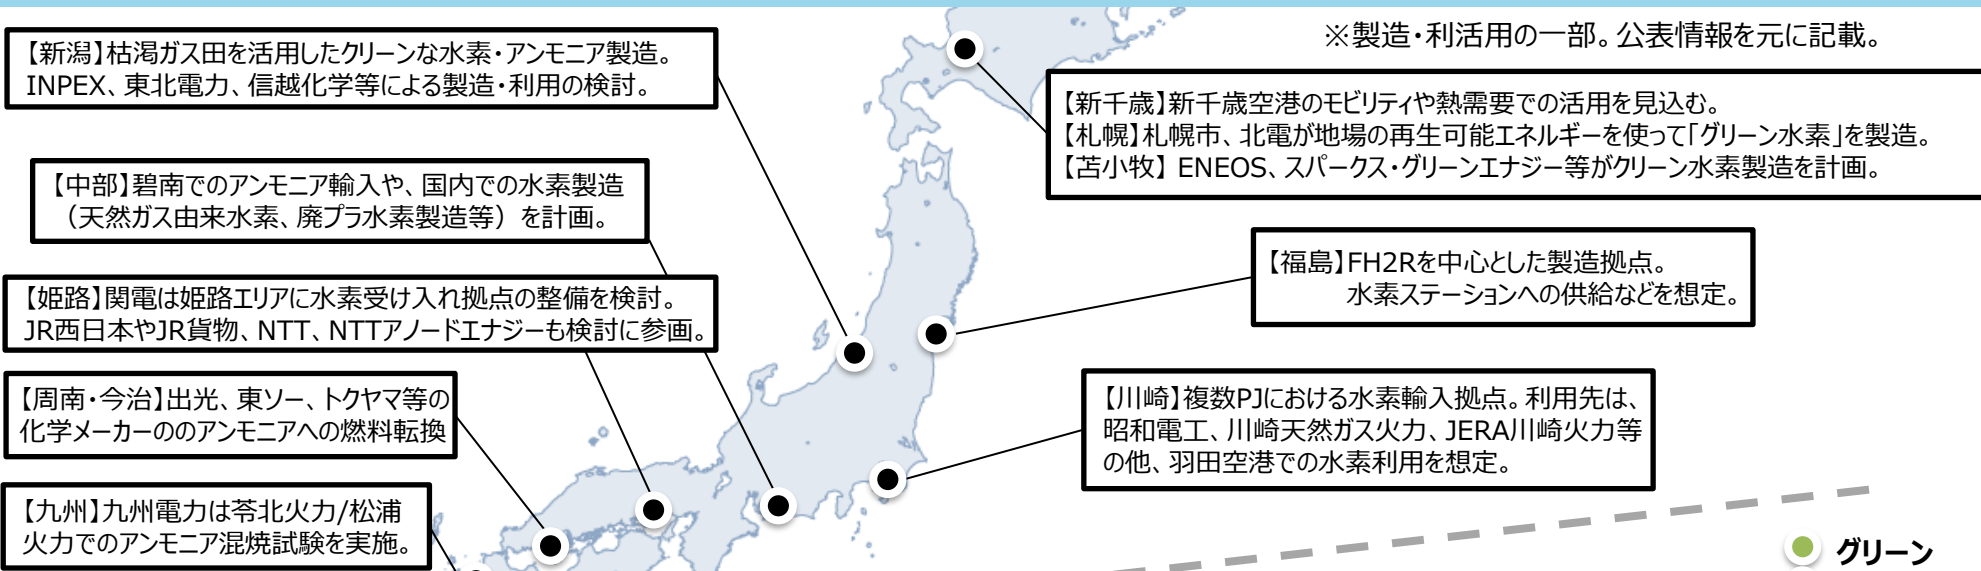 ※製造・利活用の一部。公表情報を元に記載。
【新潟】枯渇ガス田を活用したクリーンな水素・アンモニア製造。
INPEX、東北電力、信越化学等による製造・利用の検討。
【新千歳】新千歳空港のモビリティや熱需要での活用を見込む。
【札幌】札幌市、北電が地場の再生可能エネルギーを使って「グリーン水素」を製造。
【苫小牧】 ENEOS、スパークス・グリーンエナジー等がクリーン水素製造を計画。
【中部】碧南でのアンモニア輸入や、国内での水素製造
（天然ガス由来水素、廃プラ水素製造等）を計画。
【福島】FH2Rを中心とした製造拠点。
水素ステーションへの供給などを想定。
【姫路】関電は姫路エリアに水素受け入れ拠点の整備を検討。
JR西日本やJR貨物、NTT、NTTアノードエナジーも検討に参画。
【周南・今治】出光、東ソー、トクヤマ等の
化学メーカーののアンモニアへの燃料転換
【川崎】複数PJにおける水素輸入拠点。利用先は、
昭和電工、川崎天然ガス火力、JERA川崎火力等
の他、羽田空港での水素利用を想定。
【九州】九州電力は苓北火力/松浦
火力でのアンモニア混焼試験を実施。
グリーン